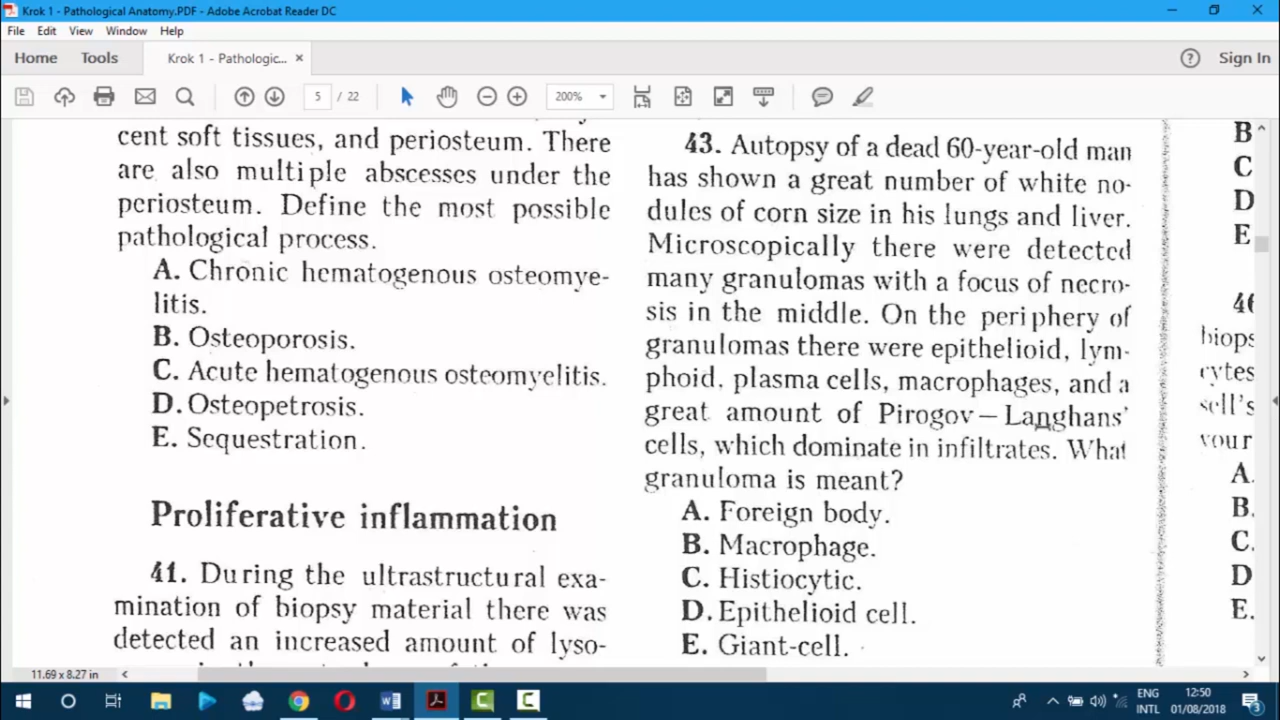 Krok 1 - Pathological Anatomy.PDF - Adobe Acrobat Reader DC
File Edit View Window Help
Home Tools Krok 1 - Pathologic... × Sign In
5 / 22 200%
cent soft tissues, and periosteum. There
are also multiple abscesses under the
periosteum. Define the most possible
pathological process.
A. Chronic hematogenous osteomye-
litis.
B. Osteoporosis.
C. Acute hematogenous osteomyelitis.
D. Osteopetrosis.
E. Sequestration.
Proliferative inflammation
41. During the ultrastructural exa-
mination of biopsy material there was
detected an increased amount of lyso-
43. Autopsy of a dead 60-year-old man
has shown a great number of white no-
dules of corn size in his lungs and liver.
Microscopically there were detected
many granulomas with a focus of necro-
sis in the middle. On the periphery of
granulomas there were epithelioid, lym-
phoid, plasma cells, macrophages, and a
great amount of Pirogov — Langhans'
cells, which dominate in infiltrates. What
granuloma is meant?
A. Foreign body.
B. Macrophage.
C. Histiocytic.
D. Epithelioid cell.
E. Giant-cell.
B
C
D
E
46
biops
cytes
sell's
your
A.
B.
C.
D
E.
11.69 x 8.27 in
ENG
INTL
12:50
01/08/2018
3